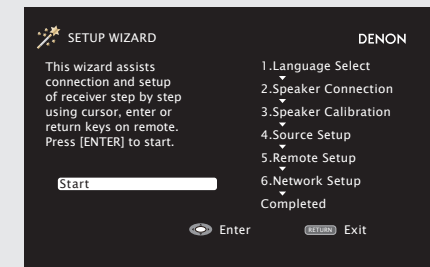 SETUP WIZARD
DENON
This wizard assists
connection and setup
of receiver step by step
using cursor, enter or
return keys on remote.
Press [ENTER] to start.
Start
1.Language Select
2.Speaker Connection
3.Speaker Calibration
4.Source Setup
5.Remote Setup
6.Network Setup
Completed
Enter
RETURN Exit